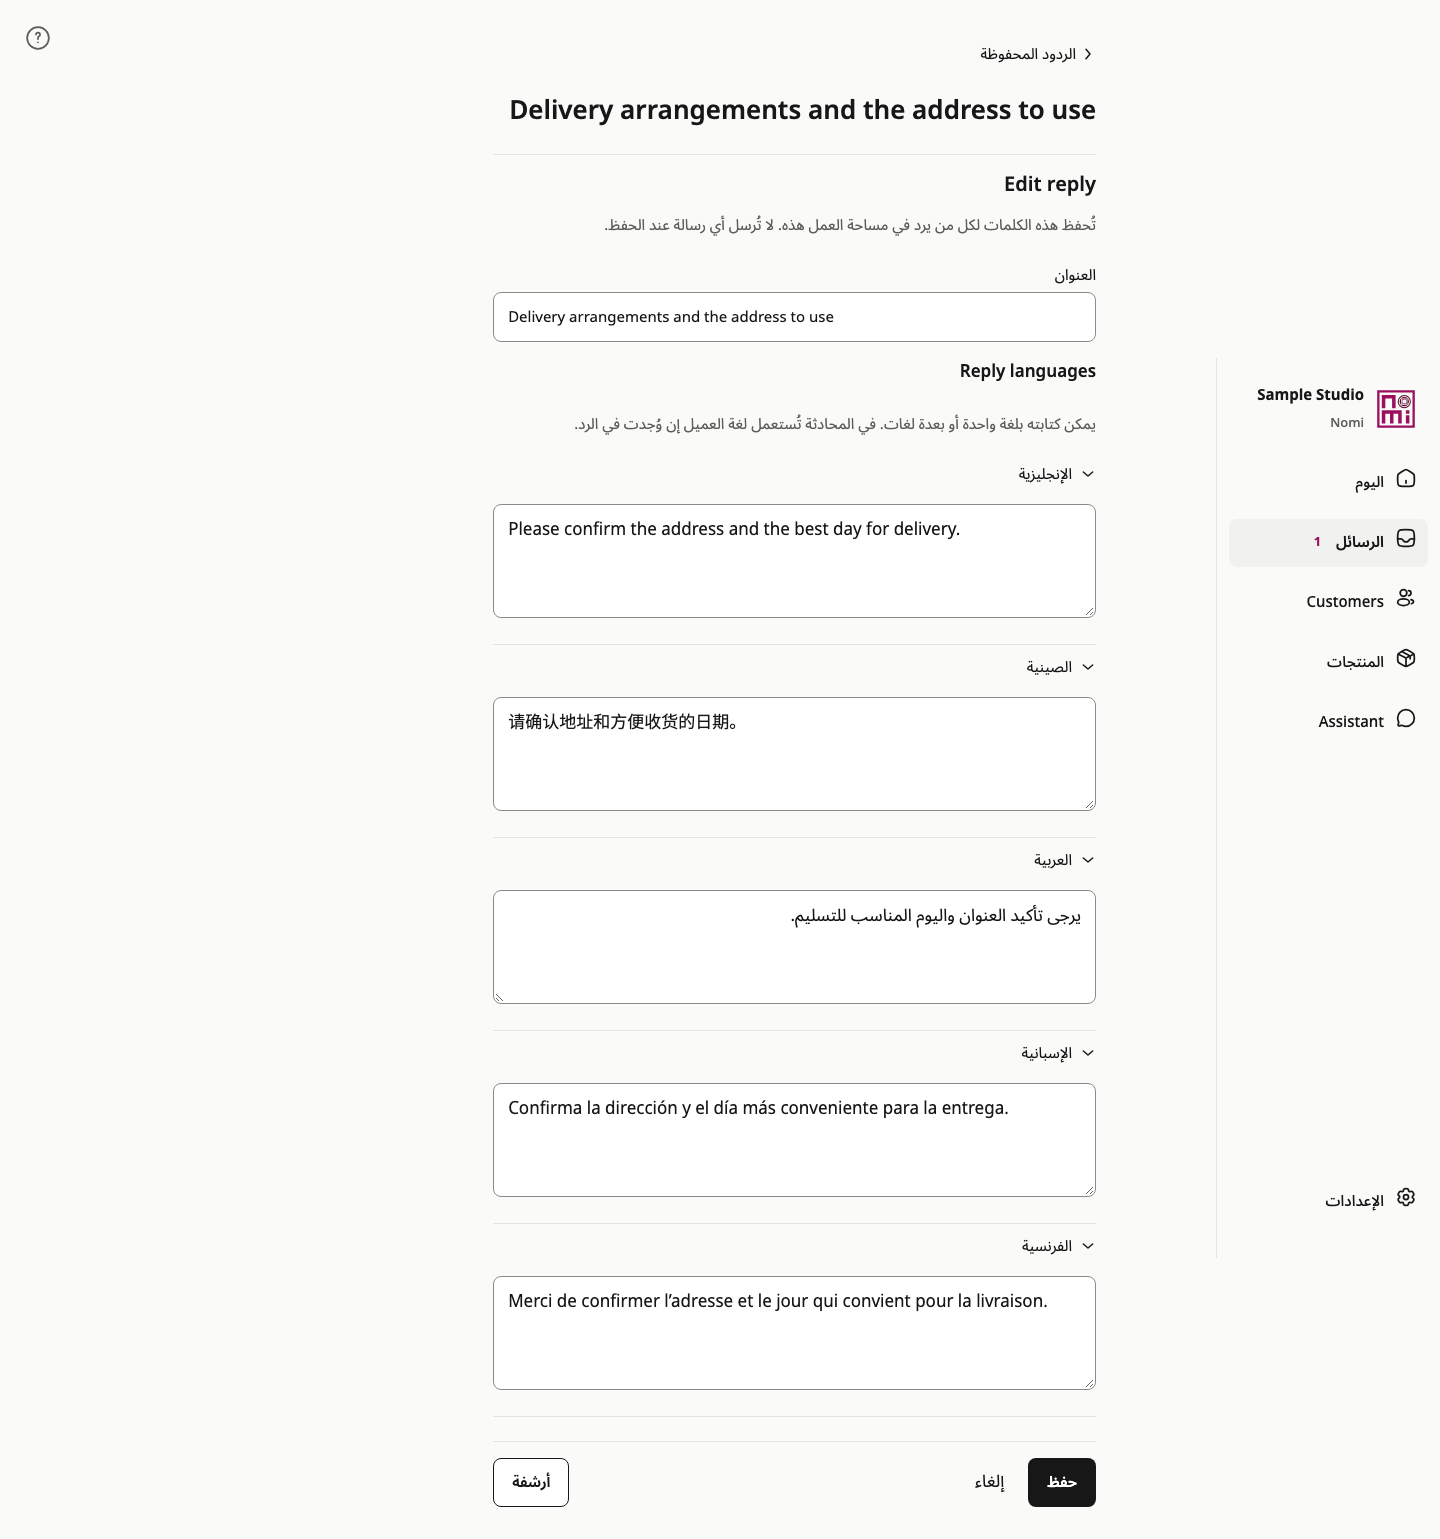 الردود المحفوظة
Delivery arrangements and the address to use
Edit reply
تُحفظ هذه الكلمات لكل من يرد في مساحة العمل هذه. لا تُرسل أي رسالة عند الحفظ.
العنوان
Delivery arrangements and the address to use
Reply languages
يمكن كتابته بلغة واحدة أو بعدة لغات. في المحادثة تُستعمل لغة العميل إن وُجدت في الرد.
الإنجليزية
Please confirm the address and the best day for delivery.
الصينية
请确认地址和方便收货的日期。
العربية
يرجى تأكيد العنوان واليوم المناسب للتسليم.
الإسبانية
Confirma la dirección y el día más conveniente para la entrega.
الفرنسية
Merci de confirmer l’adresse et le jour qui convient pour la livraison.
حفظ
إلغاء
أرشفة
nomi
Sample Studio
Nomi
اليوم
الرسائل 1
Customers
المنتجات
Assistant
الإعدادات